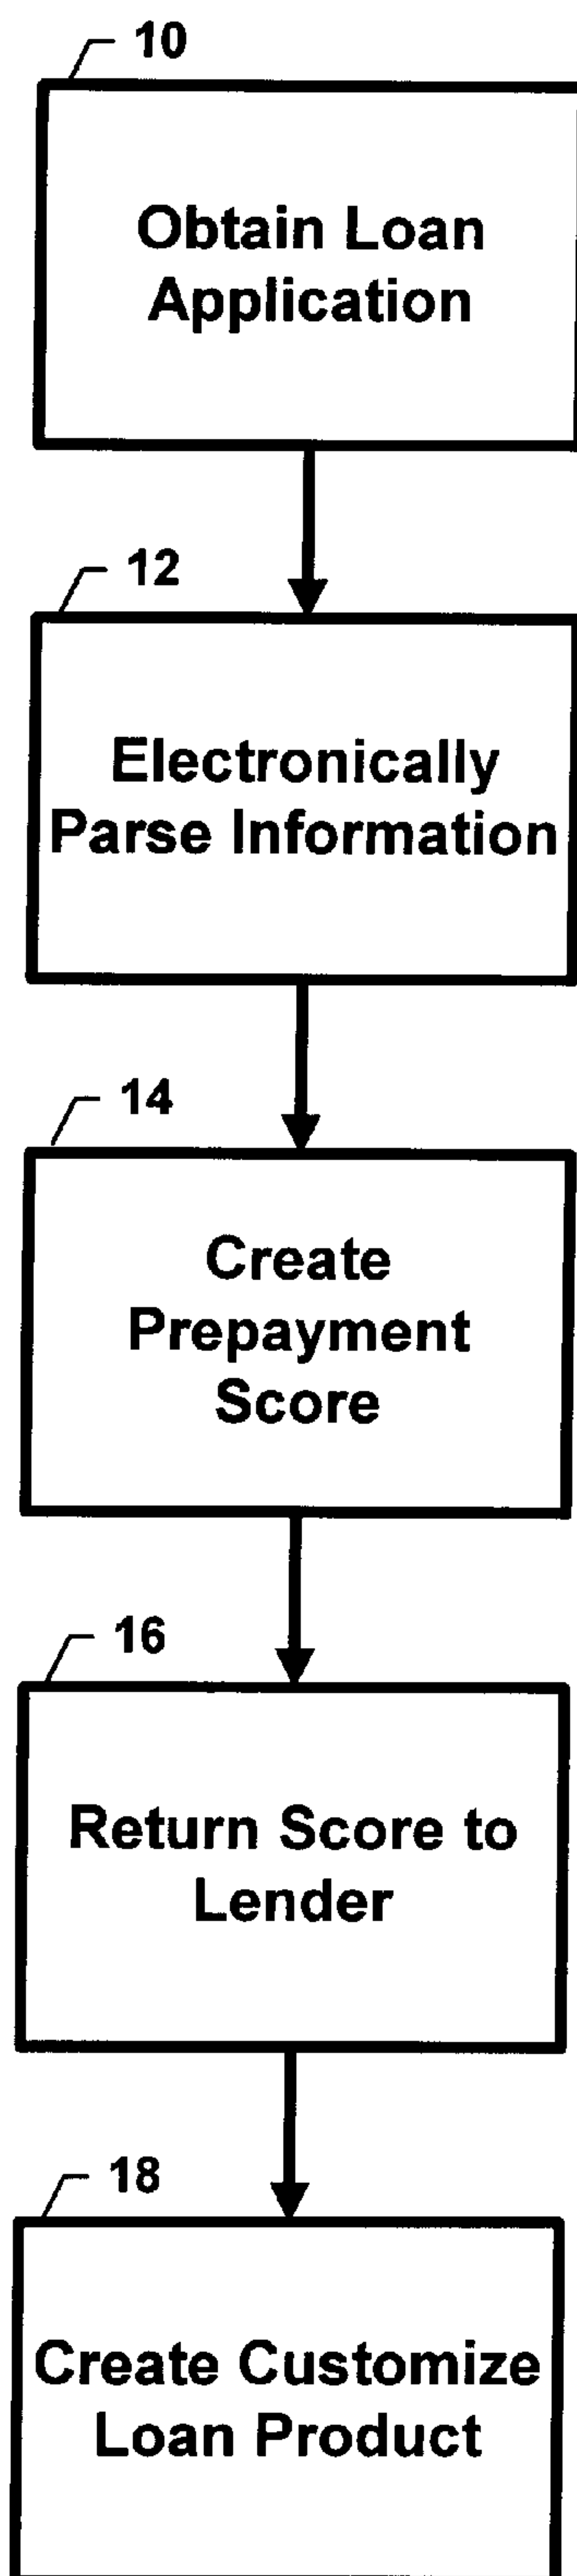 10
Obtain Loan
Application
12
Electronically
Parse Information
14
Create
Prepayment
Score
16
Return Score to
Lender
18
Create Customize
Loan Product